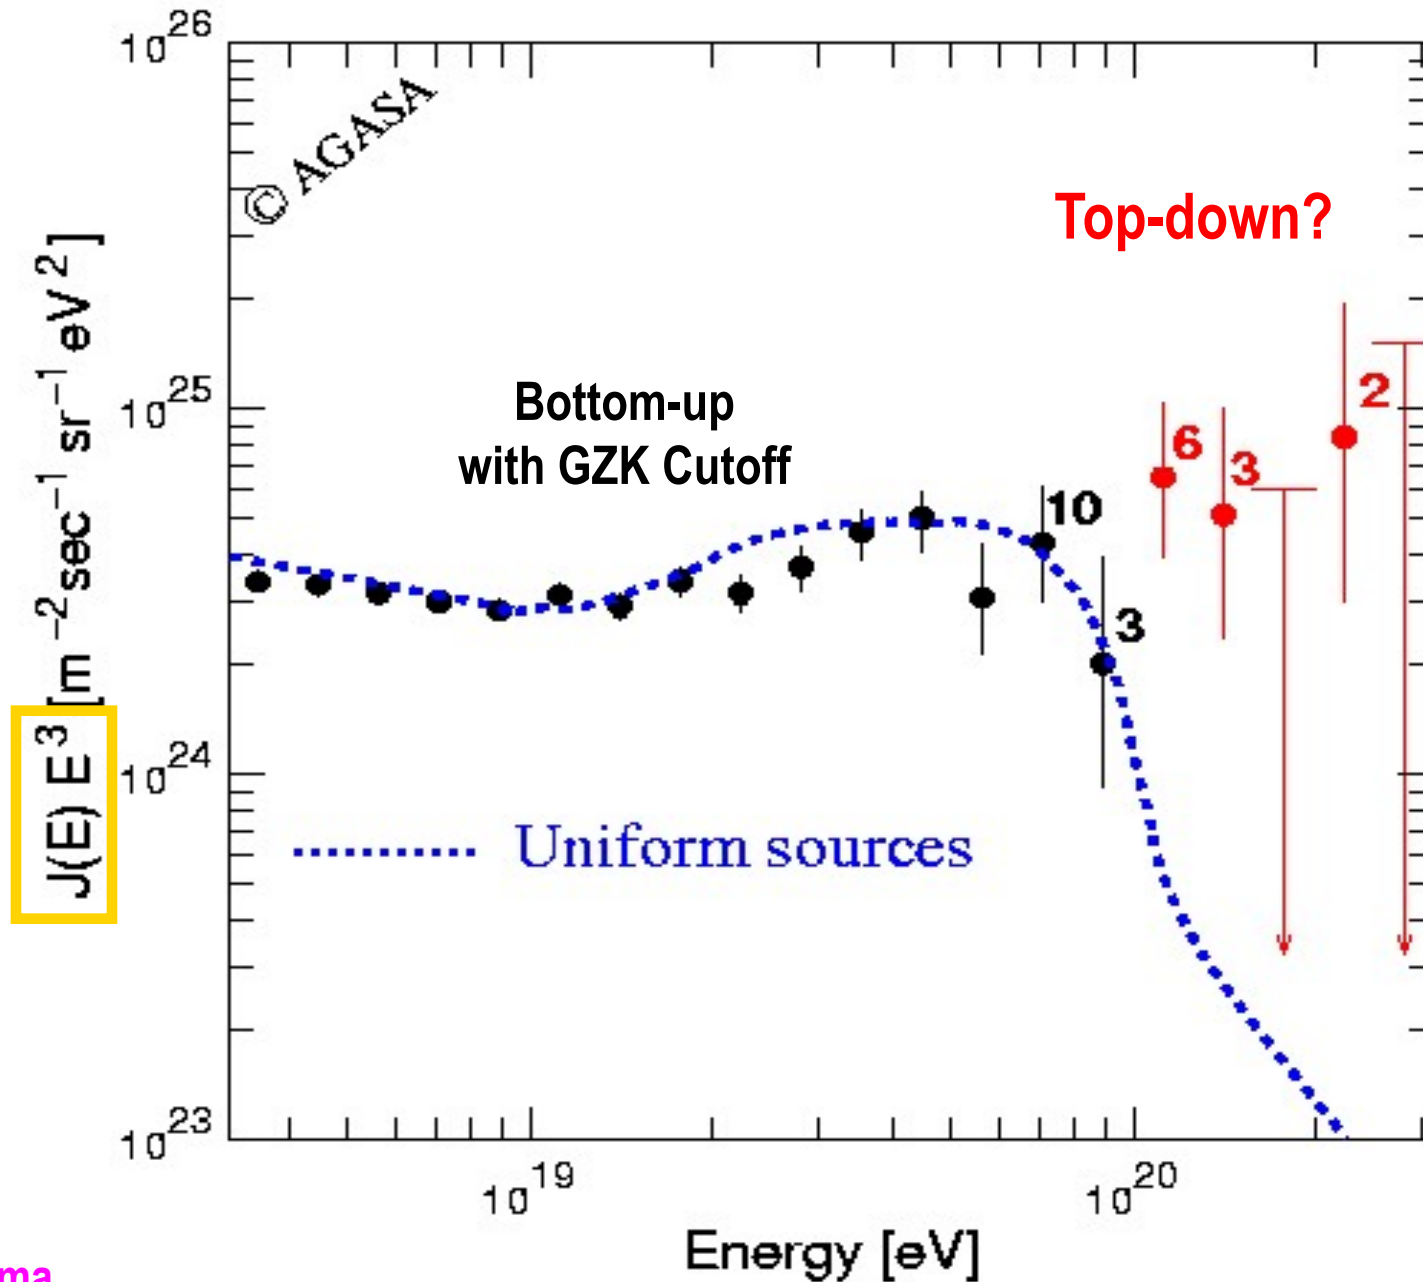 10^26
© AGASA
Top-down?
10^25
Bottom-up
with GZK Cutoff
2
6
3
10
3
J(E) E^3 [m^−2 sec^−1 sr^−1 eV^2]
10^24
Uniform sources
10^23
10^19
10^20
Energy [eV]